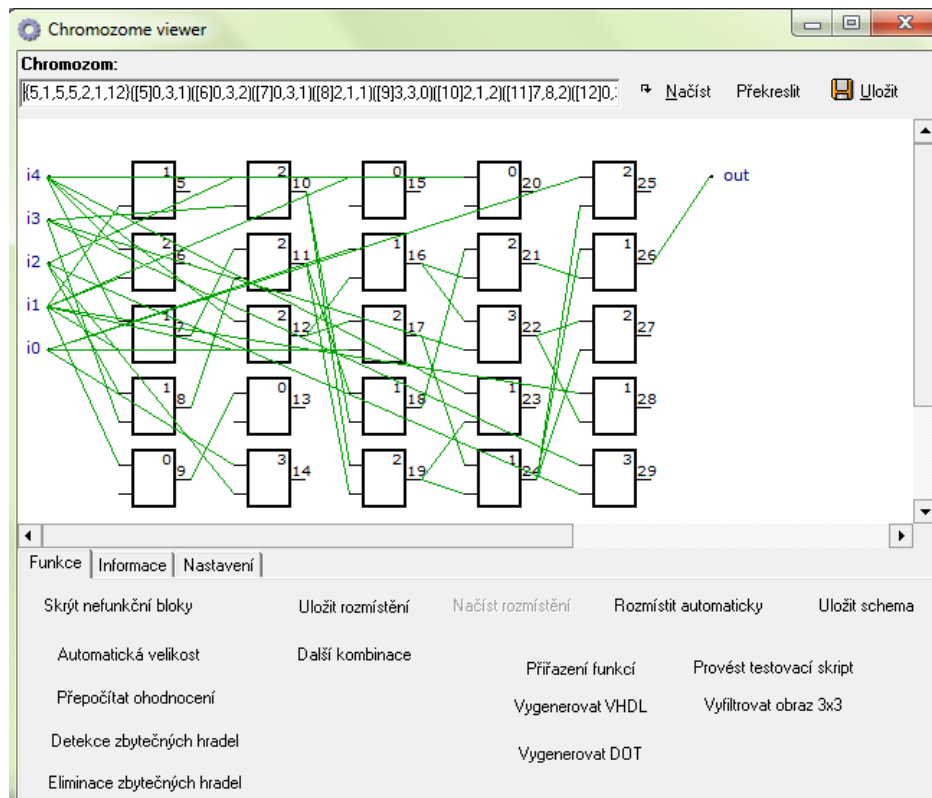 Chromozome viewer
Chromozom:
{5,1,5,5,2,1,12}([5]0,3,1)([6]0,3,2)([7]0,3,1)([8]2,1,1)([9]3,3,0)([10]2,1,2)([11]7,8,2)([12]0,
Načíst Překreslit Uložit
i4 1 5 2 10 0 15 0 20 2 25 out
i3
i2 2 6 2 11 1 16 2 21 1 26
i1 1 7 2 12 2 17 3 22 2 27
i0
1 8 0 13 1 18 1 23 1 28
0 9 3 14 2 19 1 24 3 29
Funkce Informace Nastavení
Skrýt nefunkční bloky Uložit rozmístění Načíst rozmístění Rozmístit automaticky Uložit schema
Automatická velikost Další kombinace Přiřazení funkcí Provést testovací skript
Přepočítat ohodnocení Vygenerovat VHDL Vyfiltrovat obraz 3x3
Detekce zbytečných hradel Vygenerovat DOT
Eliminace zbytečných hradel